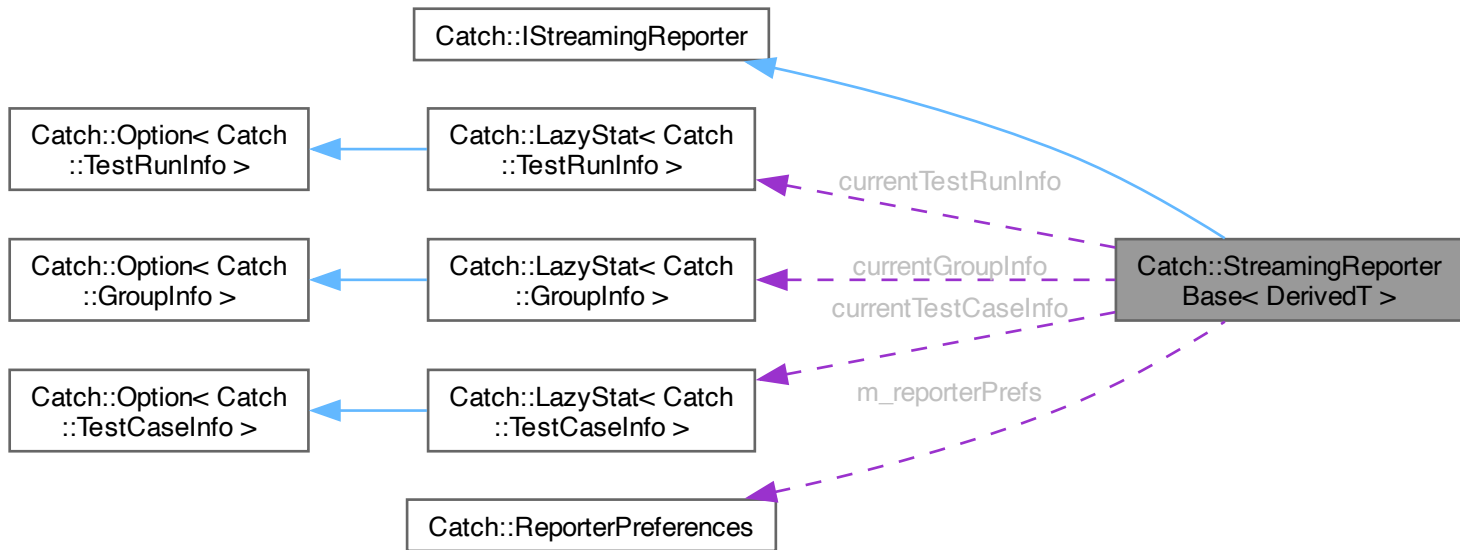 Catch::IStreamingReporter
Catch::Option< Catch
::TestRunInfo >
Catch::LazyStat< Catch
::TestRunInfo >
currentTestRunInfo
Catch::Option< Catch
::GroupInfo >
Catch::LazyStat< Catch
::GroupInfo >
currentGroupInfo
Catch::StreamingReporter
Base< DerivedT >
currentTestCaseInfo
Catch::Option< Catch
::TestCaseInfo >
Catch::LazyStat< Catch
::TestCaseInfo >
m_reporterPrefs
Catch::ReporterPreferences